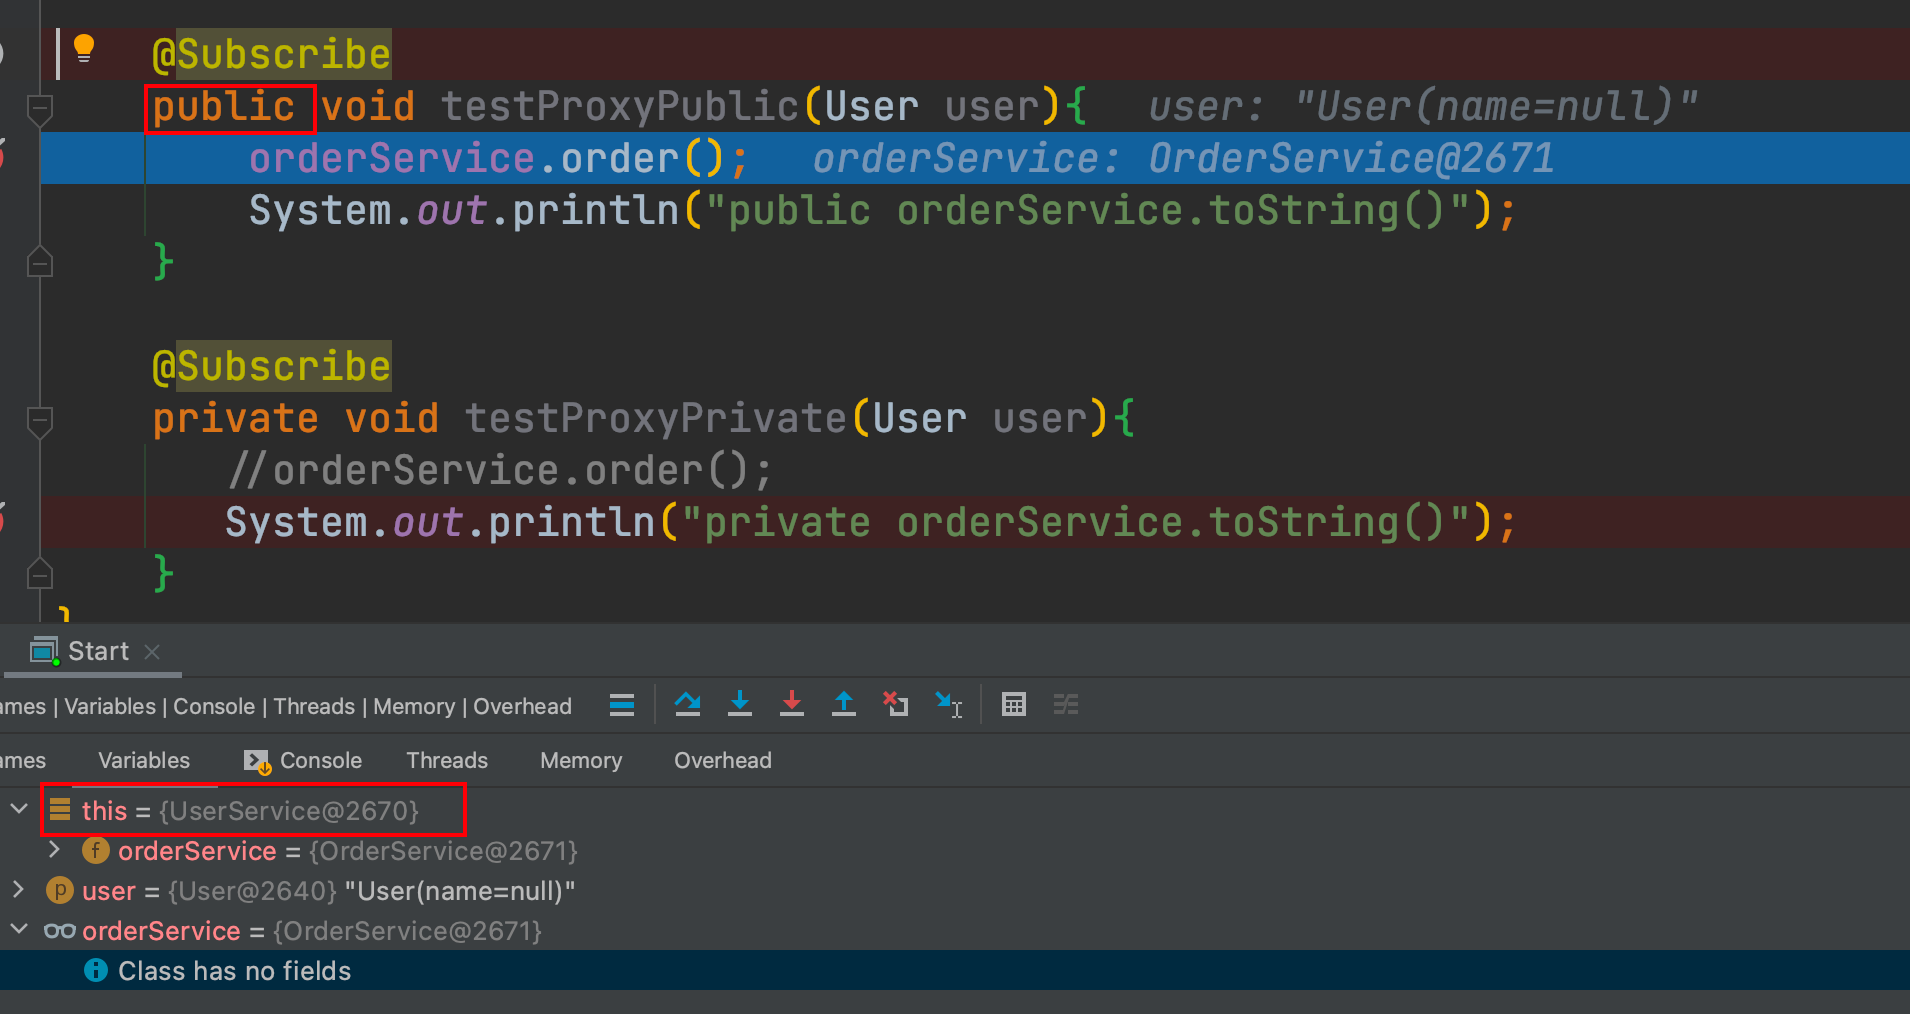 @Subscribe
public void testProxyPublic(User user){ user: "User(name=null)"
orderService.order(); orderService: OrderService@2671
System.out.println("public orderService.toString()");
}
@Subscribe
private void testProxyPrivate(User user){
//orderService.order();
System.out.println("private orderService.toString()");
}
}
Start
ames | Variables | Console | Threads | Memory | Overhead
ames Variables Console Threads Memory Overhead
this = {UserService@2670}
f orderService = {OrderService@2671}
p user = {User@2640} "User(name=null)"
orderService = {OrderService@2671}
Class has no fields